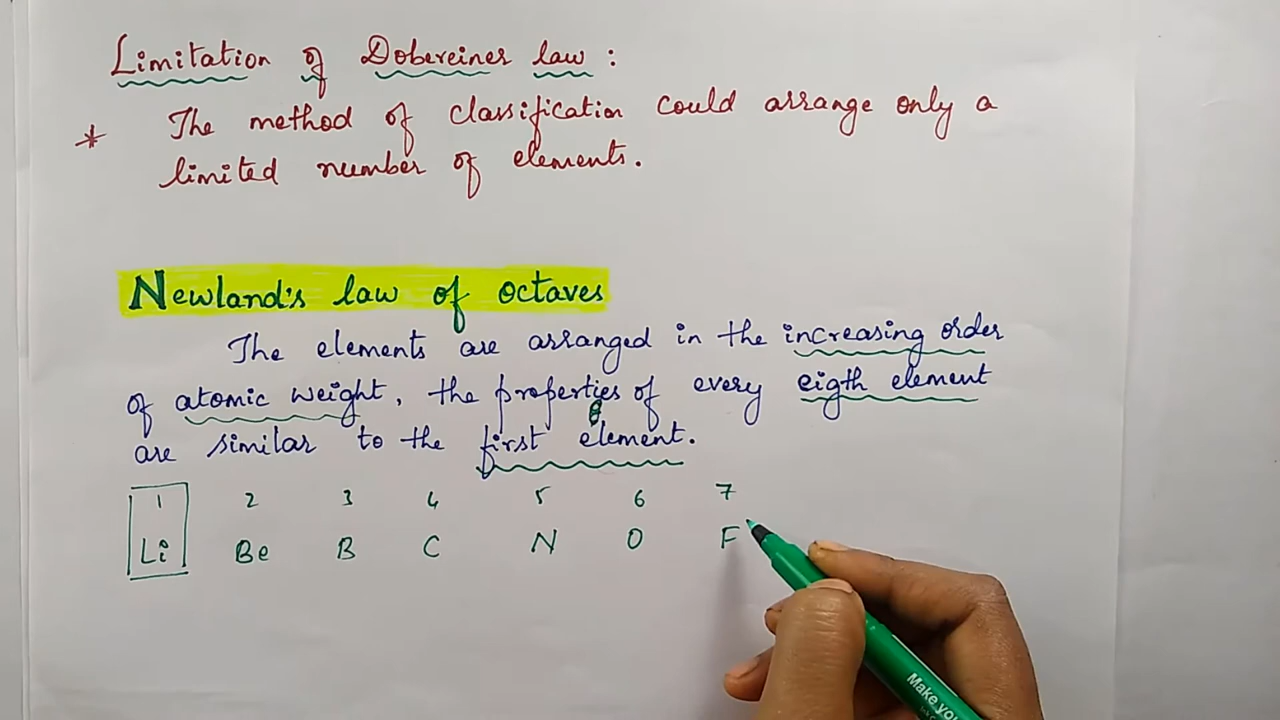 Limitation of Dobereiner law :
* The method of classification could arrange only a
limited number of elements.
Newland's law of octaves
The elements are arranged in the increasing order
of atomic weight, the properties of every eigth element
are similar to the first element.
1 2 3 4 5 6 7
Li Be B C N O F
Make you